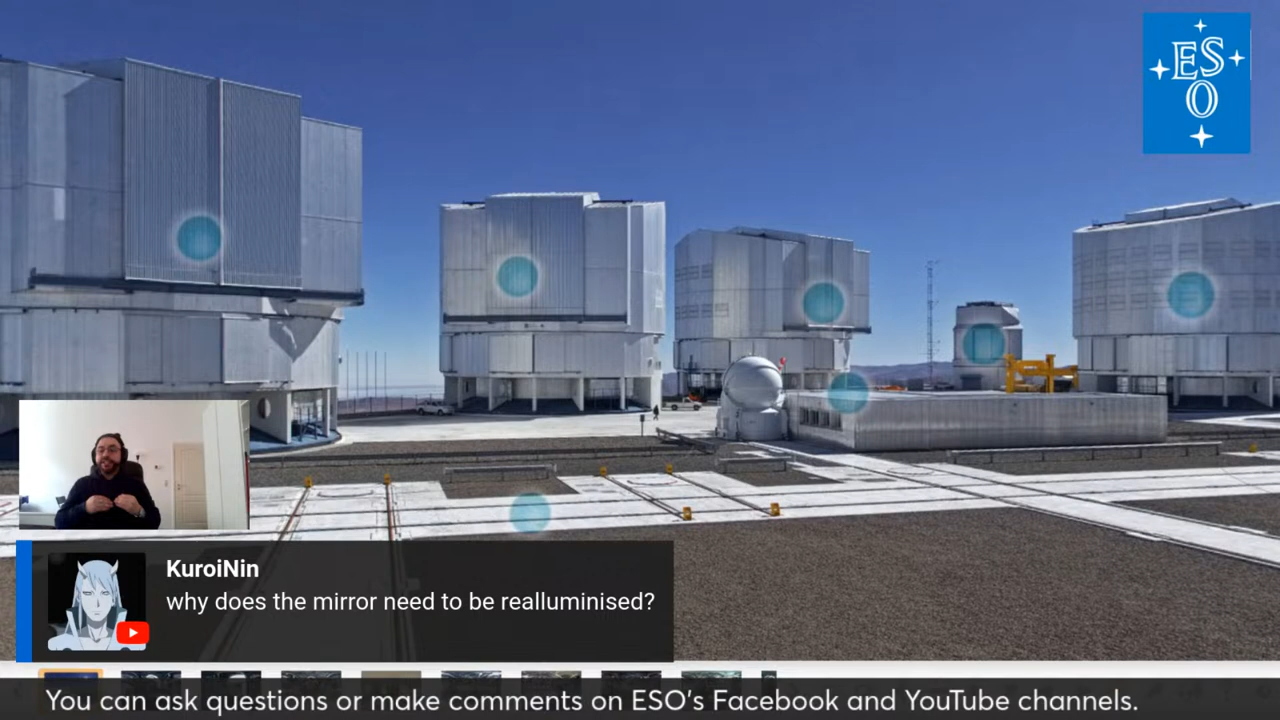 ES
O
KuroiNin
why does the mirror need to be realluminised?
You can ask questions or make comments on ESO's Facebook and YouTube channels.